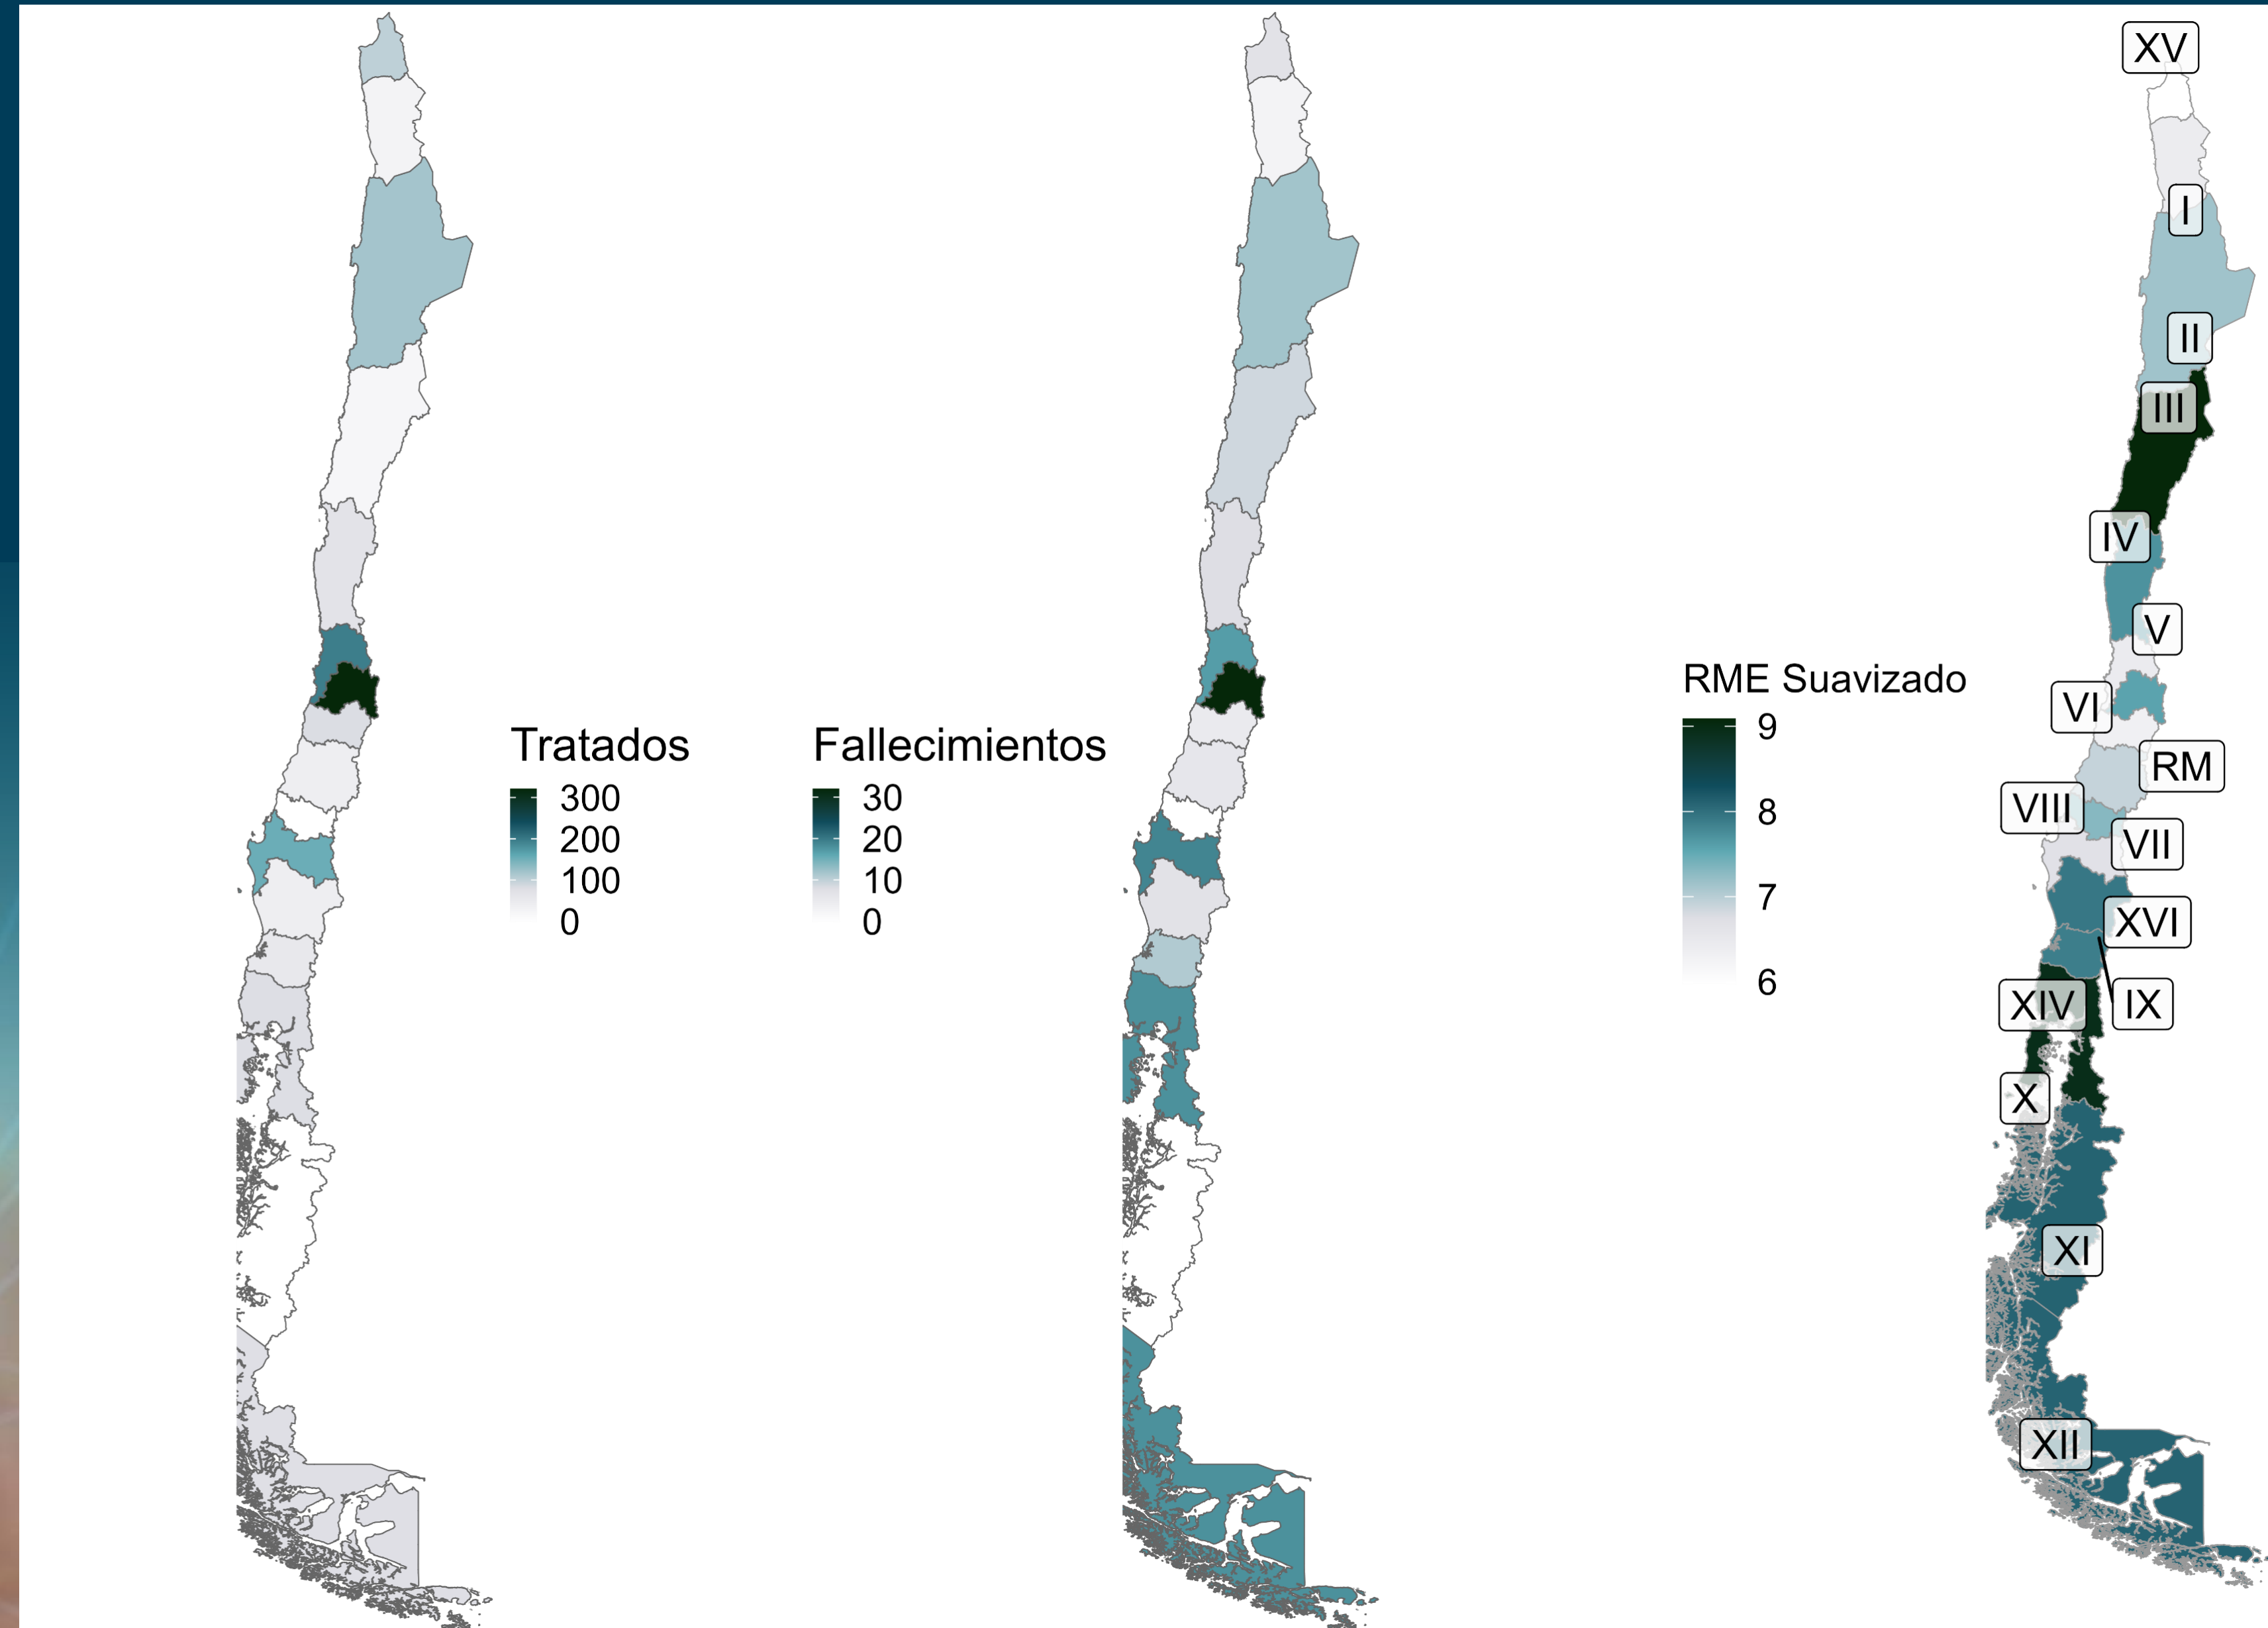 Tratados
300
200
100
0
Fallecimientos
30
20
10
0
RME Suavizado
9
8
7
6
XV
I
II
III
IV
V
VI
RM
VIII
VII
XVI
XIV
IX
X
XI
XII